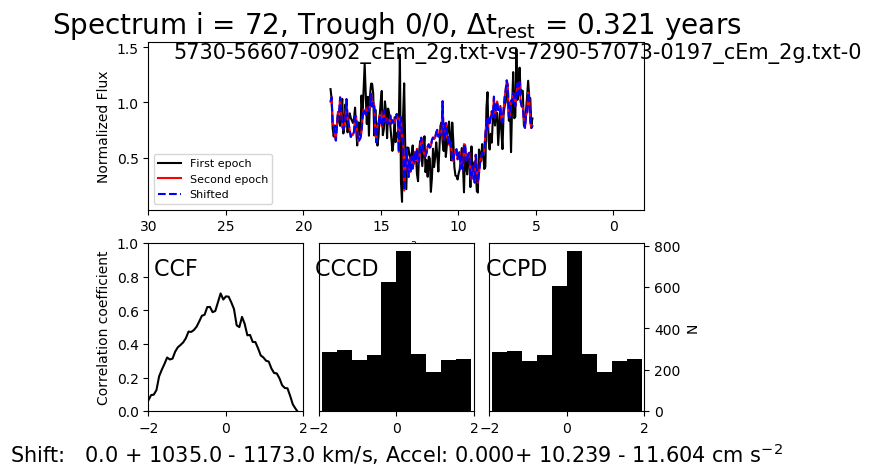 Spectrum i = 72, Trough 0/0, Δt_rest = 0.321 years
5730-56607-0902_cEm_2g.txt-vs-7290-57073-0197_cEm_2g.txt-0
Normalized Flux
1.5
1.0
0.5
First epoch
Second epoch
Shifted
30 25 20 15 10 5 0
Correlation coefficient
1.0
0.8
0.6
0.4
0.2
0.0
CCF
−2 0 2
CCCD
−2 0 2
CCPD
−2 0 2
800
600
400
200
0
N
Shift: 0.0 + 1035.0 - 1173.0 km/s, Accel: 0.000+ 10.239 - 11.604 cm s⁻²